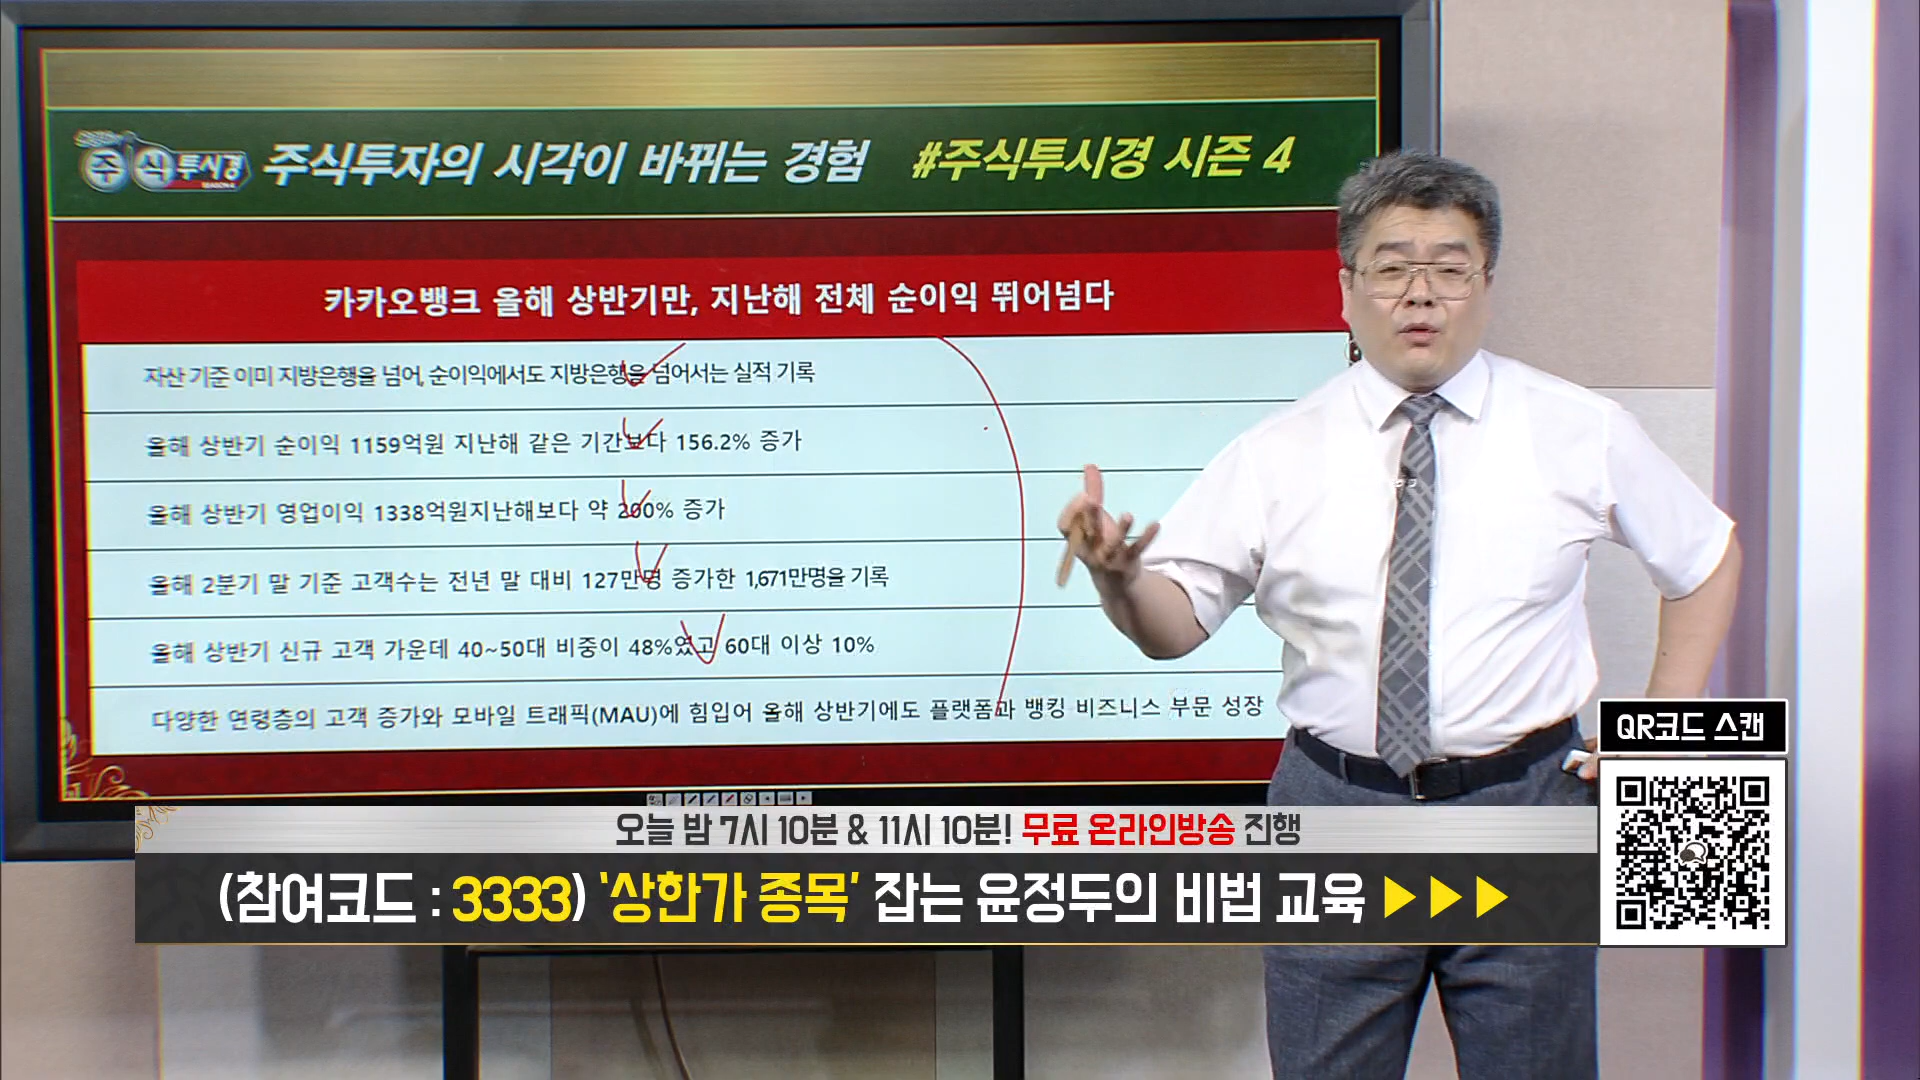 주식투시경
SEASON 4
주식투자의 시각이 바뀌는 경험 #주식투시경 시즌 4
카카오뱅크 올해 상반기만, 지난해 전체 순이익 뛰어넘다
자산 기준 이미 지방은행을 넘어, 순이익에서도 지방은행을 넘어서는 실적 기록
올해 상반기 순이익 1159억원 지난해 같은 기간보다 156.2% 증가
올해 상반기 영업이익 1338억원지난해보다 약 200% 증가
올해 2분기 말 기준 고객수는 전년 말 대비 127만명 증가한 1,671만명을 기록
올해 상반기 신규 고객 가운데 40~50대 비중이 48%였고 60대 이상 10%
다양한 연령층의 고객 증가와 모바일 트래픽(MAU)에 힘입어 올해 상반기에도 플랫폼과 뱅킹 비즈니스 부문 성장
QR코드 스캔
오늘 밤 7시 10분 & 11시 10분! 무료 온라인방송 진행
(참여코드 : 3333) '상한가 종목' 잡는 윤정두의 비법 교육 ▶▶▶